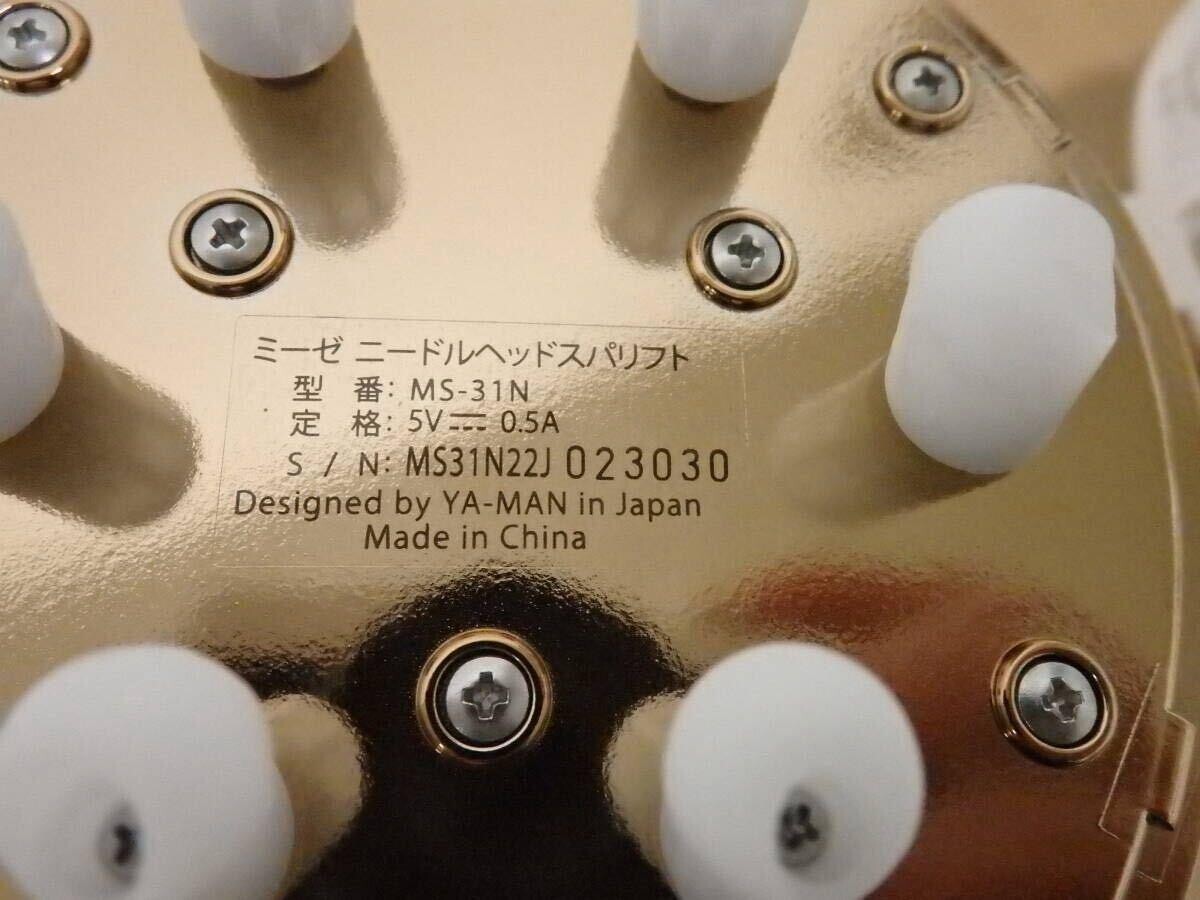 ミーゼ ニードルヘッドスパリフト
型 番: MS-31N
定 格: 5V⎓ 0.5A
S / N: MS31N22J 023030
Designed by YA-MAN in Japan
Made in China